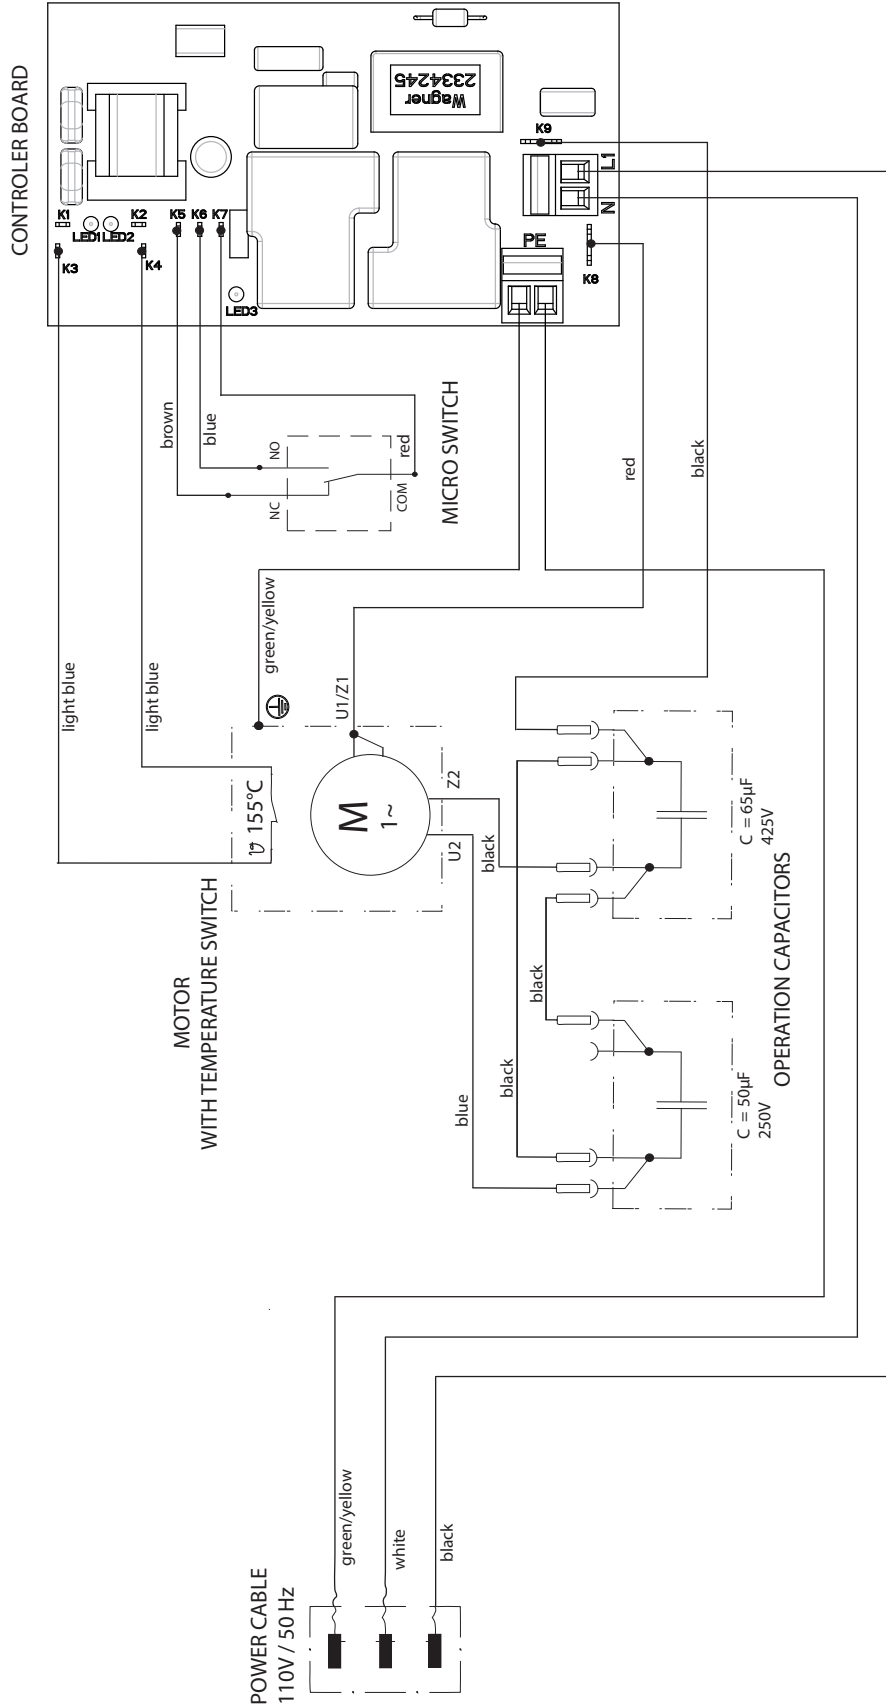 CONTROLER BOARD
Wagner
2334245
K9
L1
N
PE
K8
K1
LED1
LED2
K2
K3
K4
K5
K6
K7
LED3
brown
blue
NO
NC
COM
red
MICRO SWITCH
light blue
light blue
green/yellow
red
black
U1/Z1
ϑ 155°C
M
1~
U2
Z2
black
MOTOR
WITH TEMPERATURE SWITCH
blue
black
black
C = 65µF
425V
C = 50µF
250V
OPERATION CAPACITORS
POWER CABLE
110V / 50 Hz
green/yellow
white
black